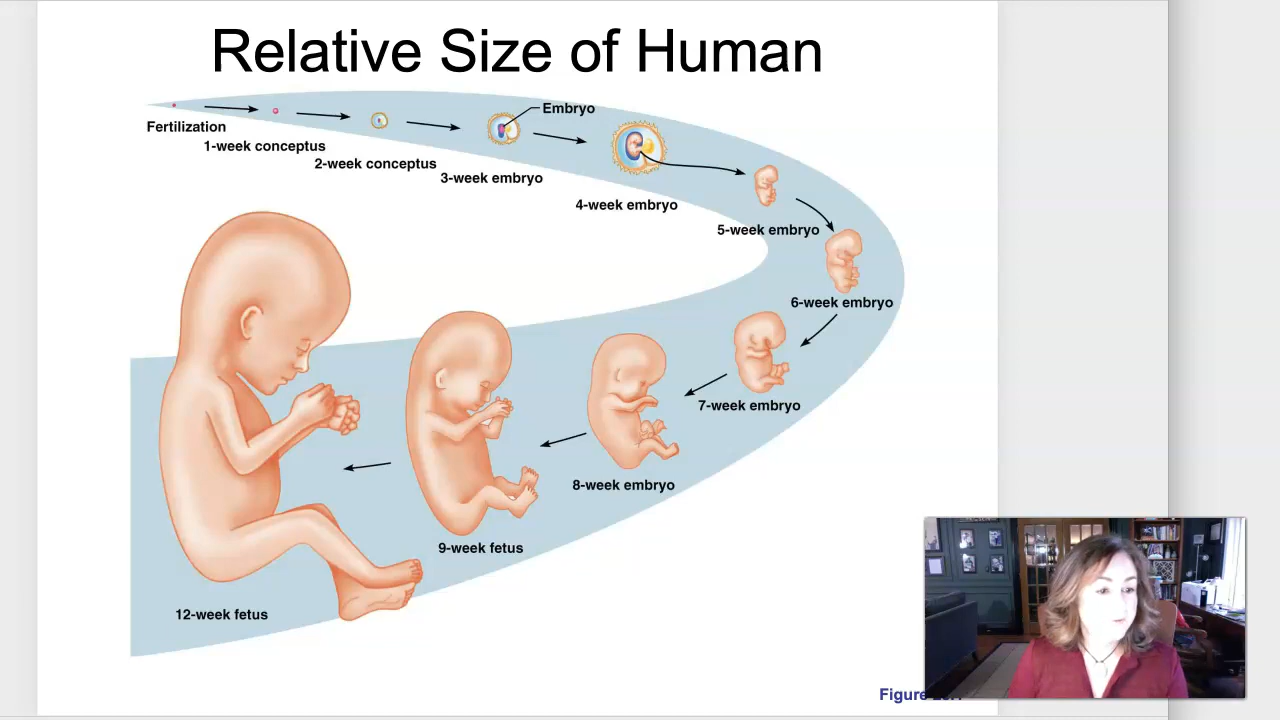 Relative Size of Human
Embryo
Fertilization
1-week conceptus
2-week conceptus
3-week embryo
4-week embryo
5-week embryo
6-week embryo
7-week embryo
8-week embryo
9-week fetus
12-week fetus
Figure